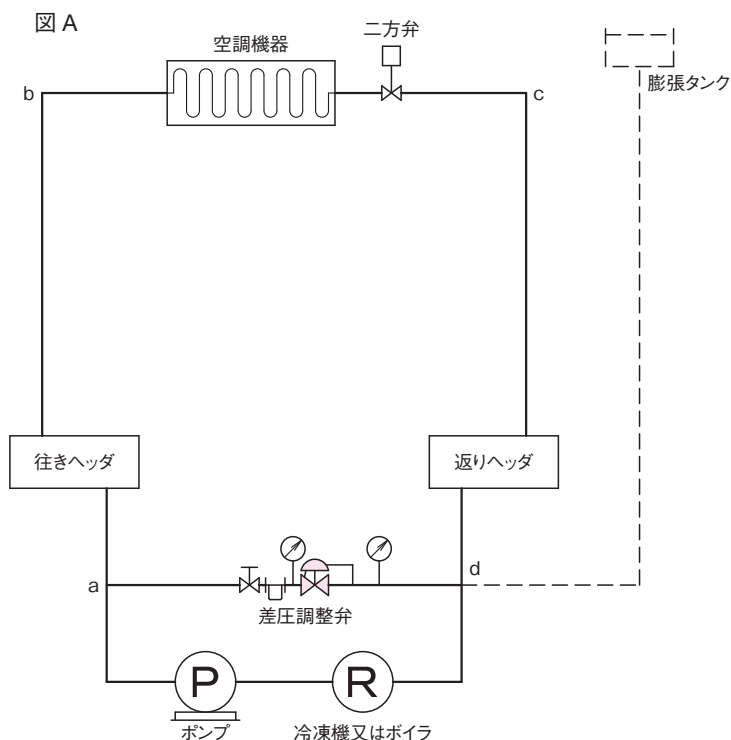 図 A
二方弁
空調機器
膨張タンク
b
c
往きヘッダ
返りヘッダ
a
d
差圧調整弁
P
R
ポンプ
冷凍機又はボイラ